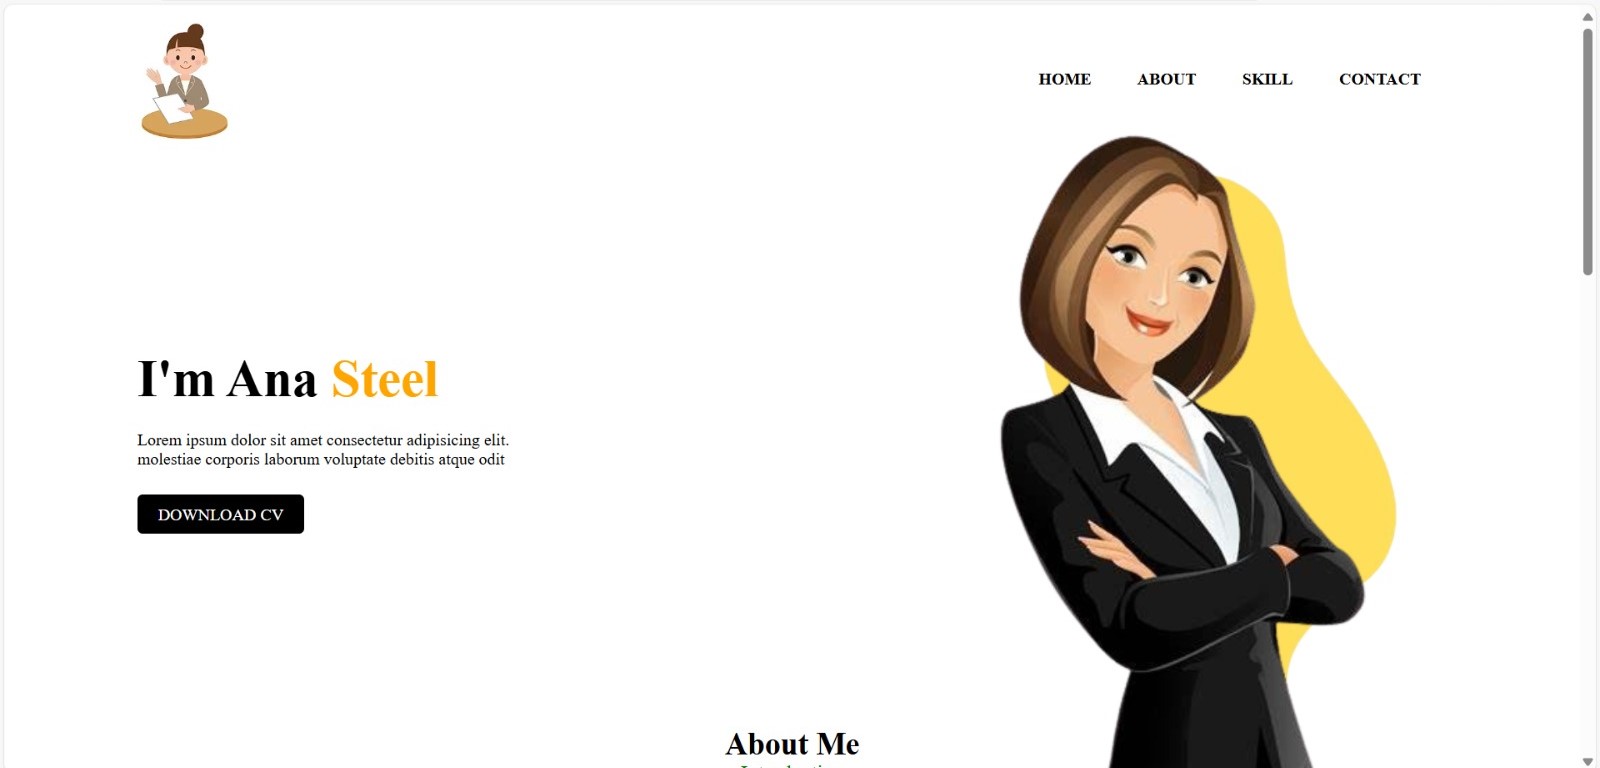 HOME ABOUT SKILL CONTACT
I'm Ana Steel
Lorem ipsum dolor sit amet consectetur adipisicing elit.
molestiae corporis laborum voluptate debitis atque odit
DOWNLOAD CV
About Me